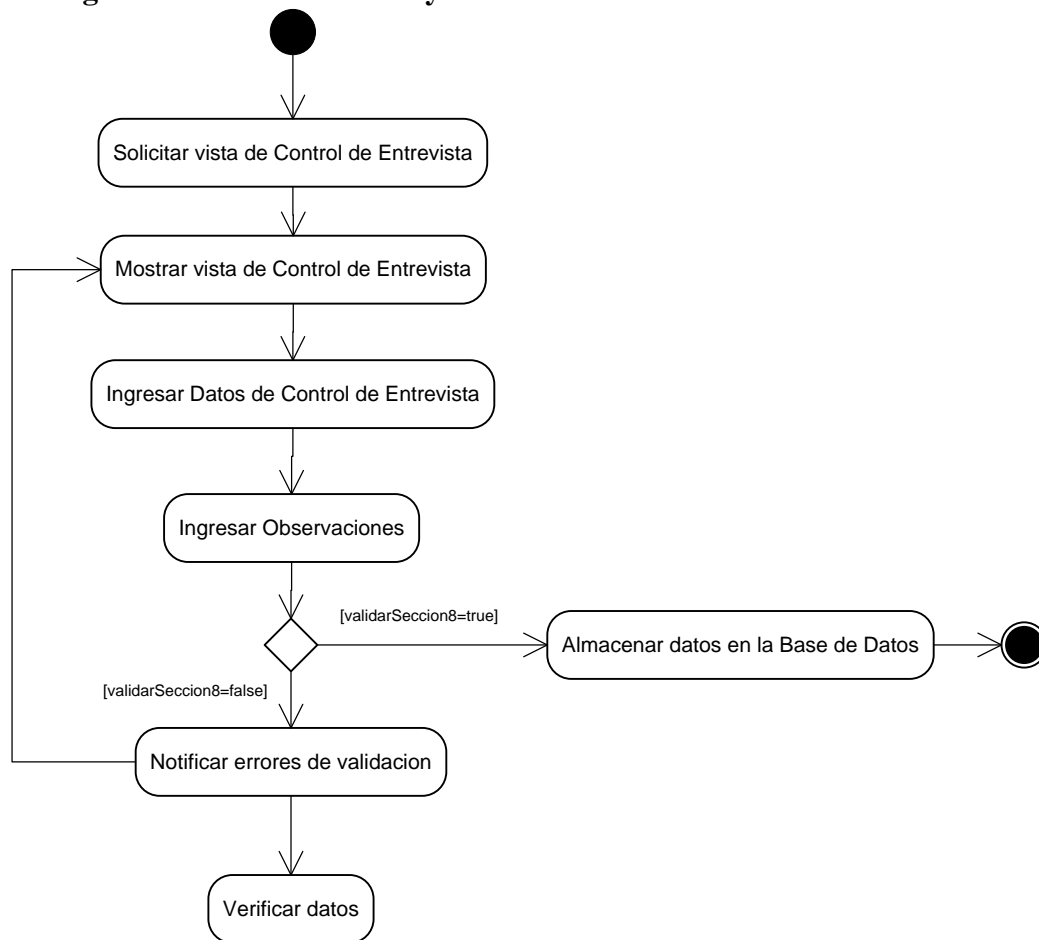 Solicitar vista de Control de Entrevista
Mostrar vista de Control de Entrevista
Ingresar Datos de Control de Entrevista
Ingresar Observaciones
[validarSeccion8=true]
Almacenar datos en la Base de Datos
[validarSeccion8=false]
Notificar errores de validacion
Verificar datos